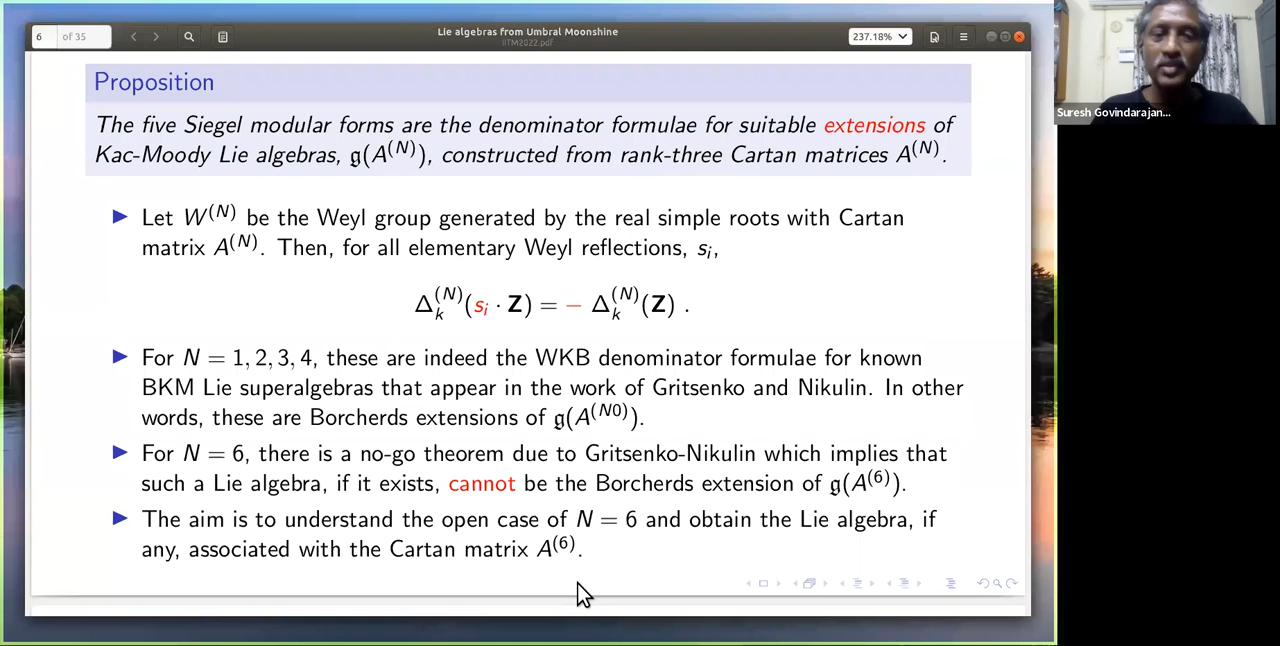 6 of 35
Lie algebras from Umbral Moonshine
IITM2022.pdf
237.18%
Suresh Govindarajan...
Proposition
The five Siegel modular forms are the denominator formulae for suitable extensions of
Kac-Moody Lie algebras, 𝔤(A^(N)), constructed from rank-three Cartan matrices A^(N).
▶ Let W^(N) be the Weyl group generated by the real simple roots with Cartan
matrix A^(N). Then, for all elementary Weyl reflections, s_i,
Δ_k^(N)(s_i · Z) = − Δ_k^(N)(Z) .
▶ For N = 1, 2, 3, 4, these are indeed the WKB denominator formulae for known
BKM Lie superalgebras that appear in the work of Gritsenko and Nikulin. In other
words, these are Borcherds extensions of 𝔤(A^(N0)).
▶ For N = 6, there is a no-go theorem due to Gritsenko-Nikulin which implies that
such a Lie algebra, if it exists, cannot be the Borcherds extension of 𝔤(A^(6)).
▶ The aim is to understand the open case of N = 6 and obtain the Lie algebra, if
any, associated with the Cartan matrix A^(6).